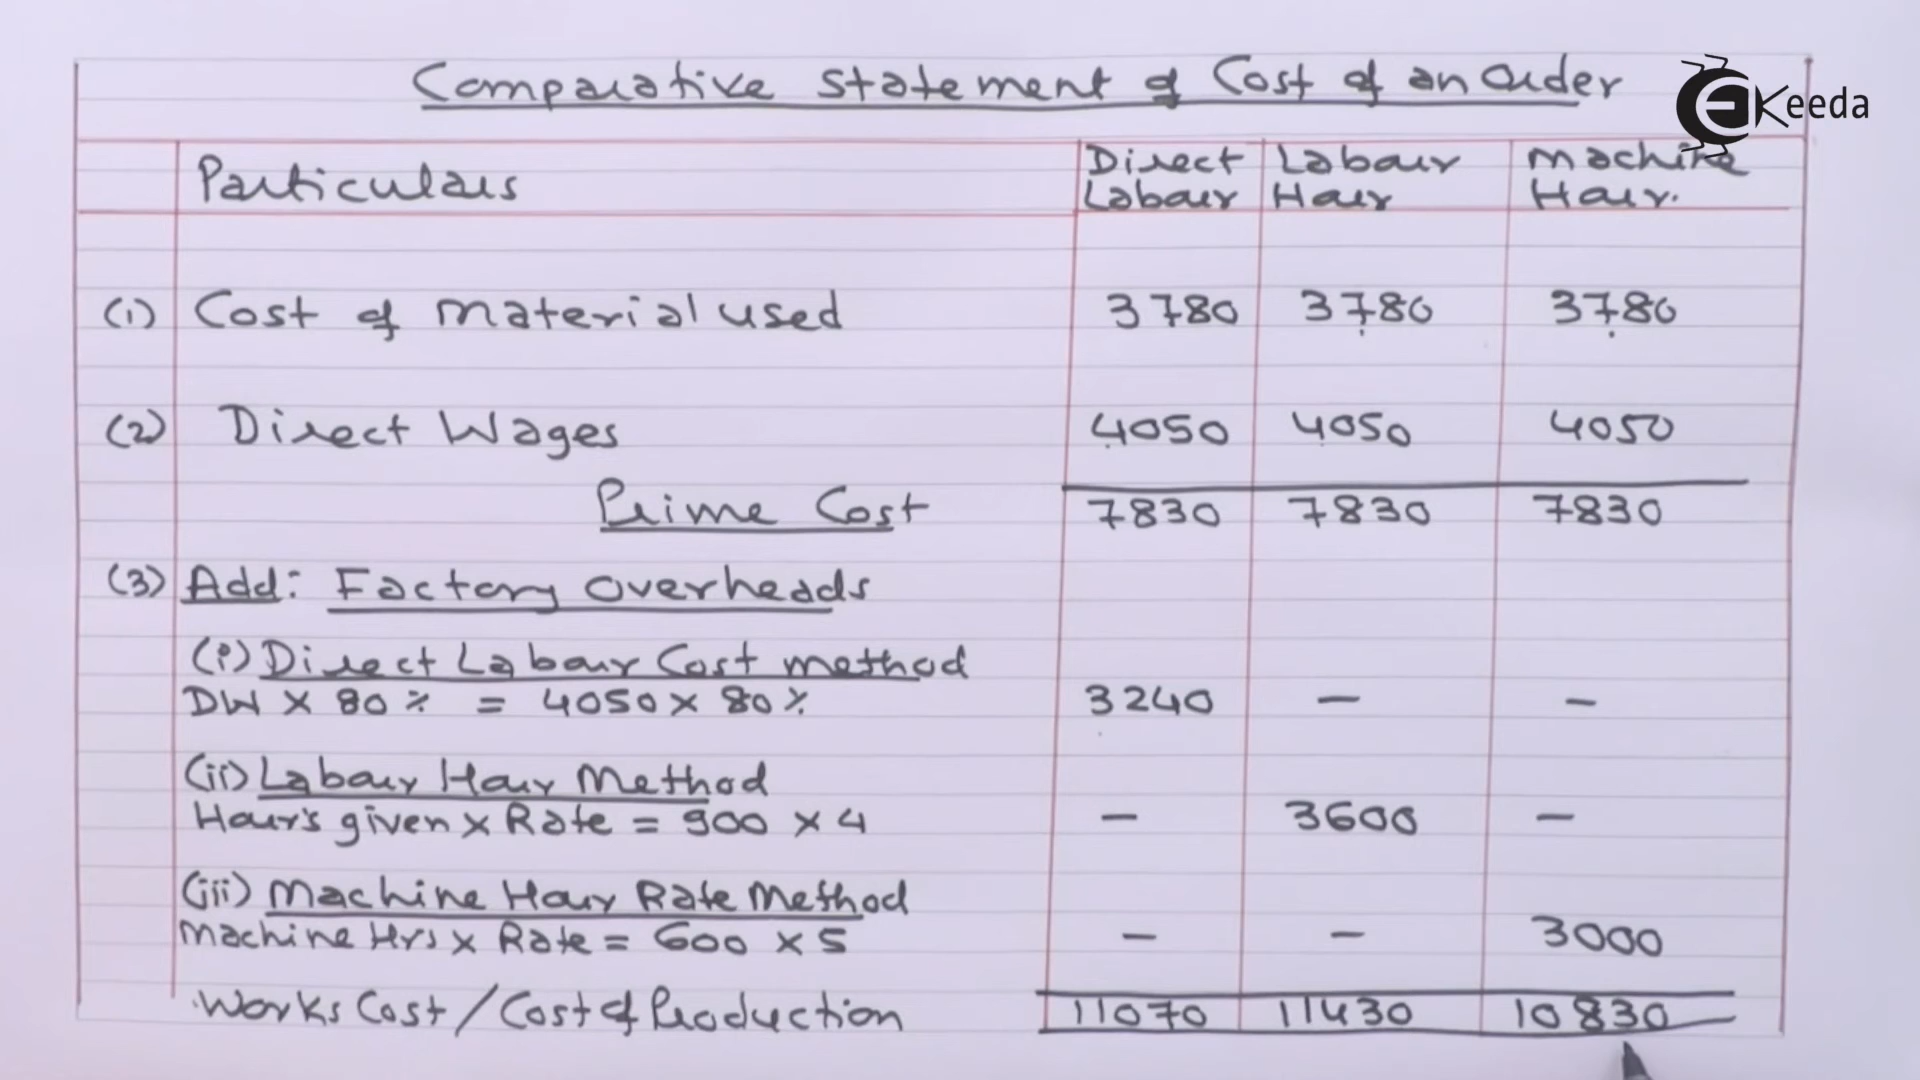 Comparative Statement of Cost of an Order
EKeeda
Particulars Direct Labour Labour Hour Machine Hour.
(1) Cost of Material used 3780 3780 3780
(2) Direct Wages 4050 4050 4050
Prime Cost 7830 7830 7830
(3) Add: Factory Overheads
(i) Direct Labour Cost method
DW × 80% = 4050 × 80% 3240 — —
(ii) Labour Hour Method
Hour's given × Rate = 900 × 4 — 3600 —
(iii) Machine Hour Rate Method
Machine Hrs × Rate = 600 × 5 — — 3000
Works Cost / Cost of Production 11070 11430 10830